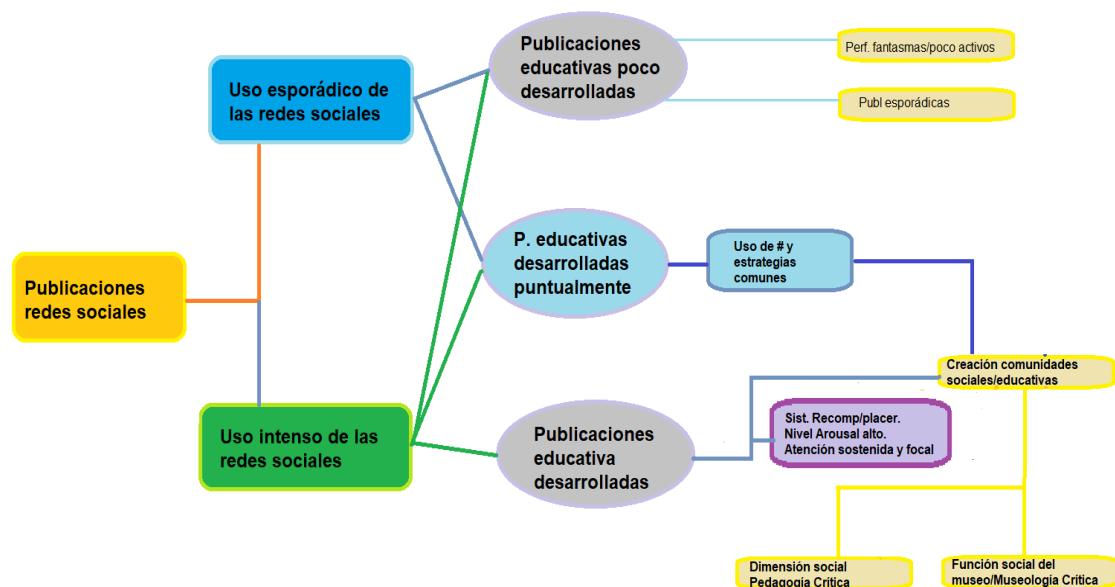 Publicaciones
redes sociales
Uso esporádico de
las redes sociales
Uso intenso de las
redes sociales
Publicaciones
educativas poco
desarrolladas
P. educativas
desarrolladas
puntualmente
Publicaciones
educativa
desarrolladas
Perf. fantasmas/poco activos
Publ esporádicas
Uso de # y
estrategias
comunes
Creación comunidades
sociales/educativas
Sist. Recomp/placer.
Nivel Arousal alto.
Atención sostenida y focal
Dimensión social
Pedagogía Crítica
Función social del
museo/Museología Crítica